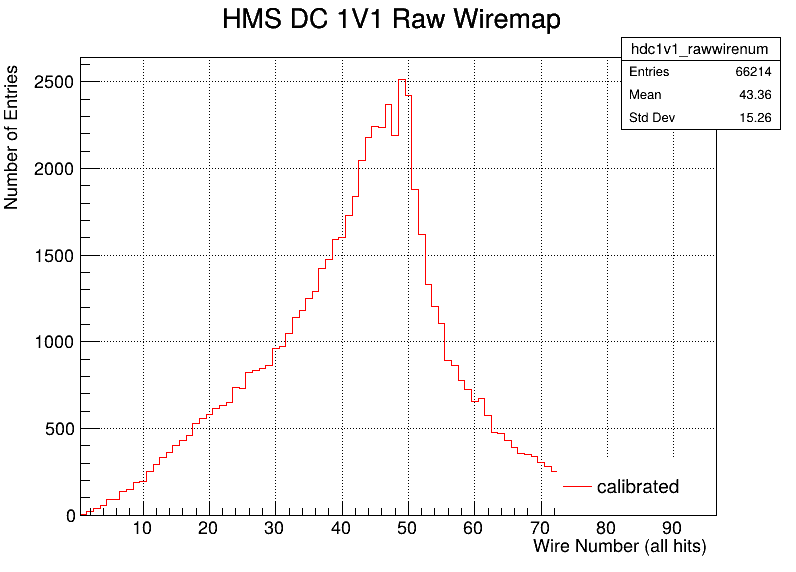 HMS DC 1V1 Raw Wiremap
hdc1v1_rawwirenum
Entries 66214
Mean 43.36
Std Dev 15.26
Number of Entries
2500
2000
1500
1000
500
0
10 20 30 40 50 60 70 80 90
Wire Number (all hits)
calibrated